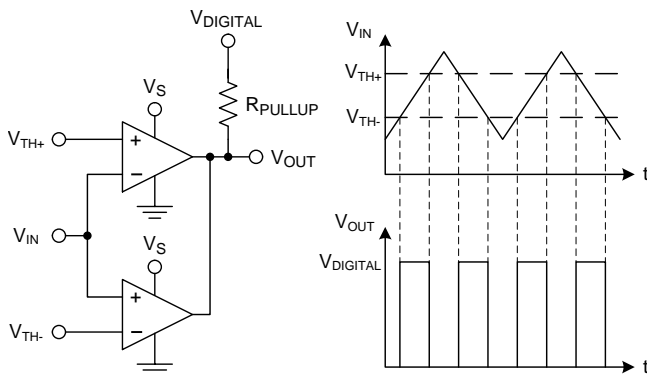 VDIGITAL
VS
RPULLUP
VTH+
+
−
VOUT
VIN
VS
+
−
VTH-
VIN
VTH+
VTH-
t
VOUT
VDIGITAL
t